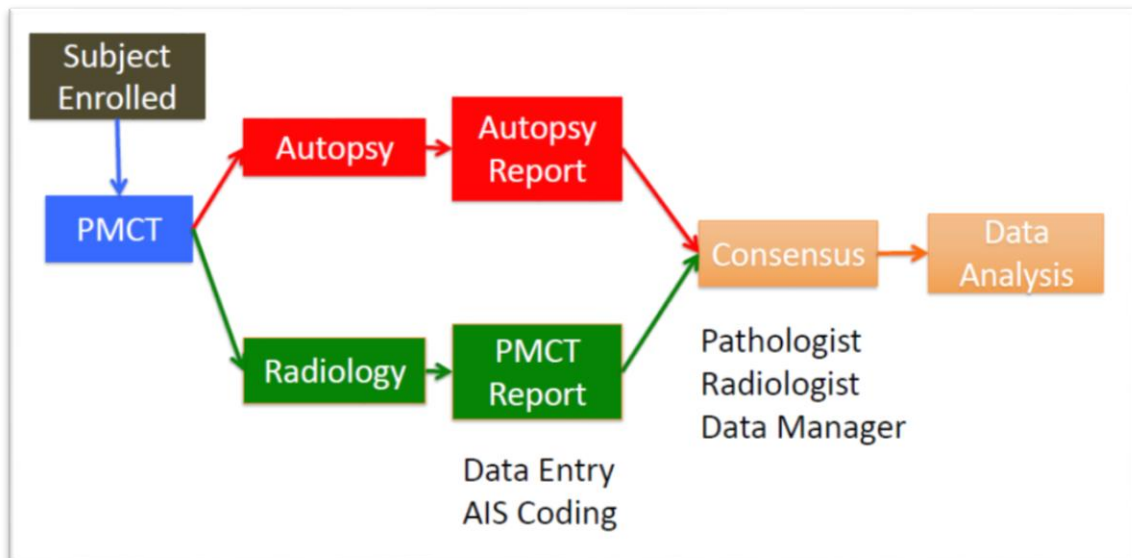 Subject
Enrolled
PMCT
Autopsy
Autopsy
Report
Radiology
PMCT
Report
Data Entry
AIS Coding
Consensus
Pathologist
Radiologist
Data Manager
Data
Analysis